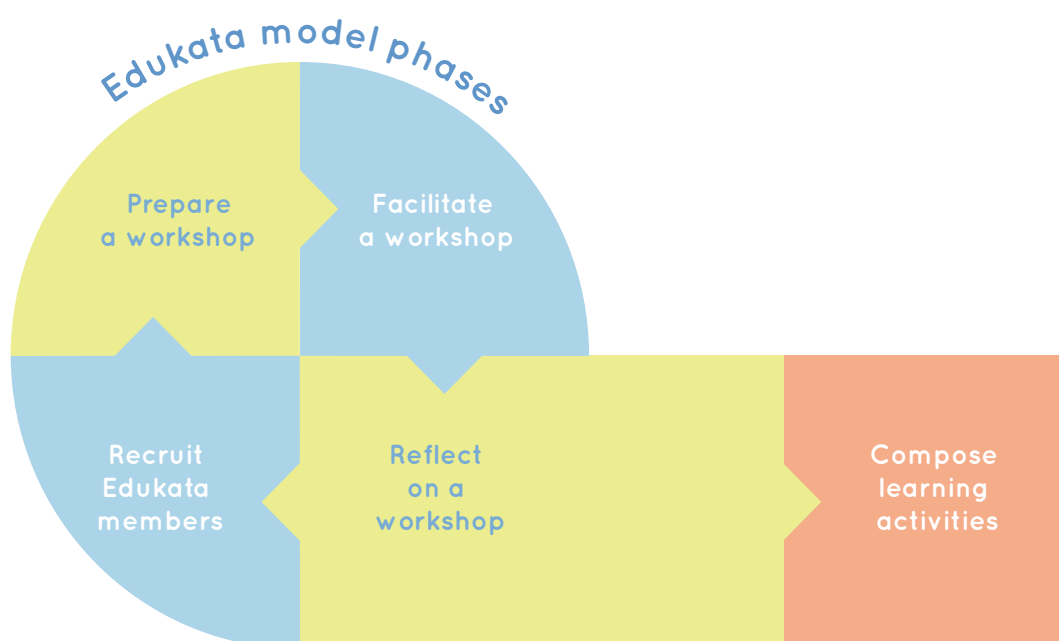 Edukata model phases
Prepare
a workshop
Facilitate
a workshop
Recruit
Edukata
members
Reflect
on a
workshop
Compose
learning
activities